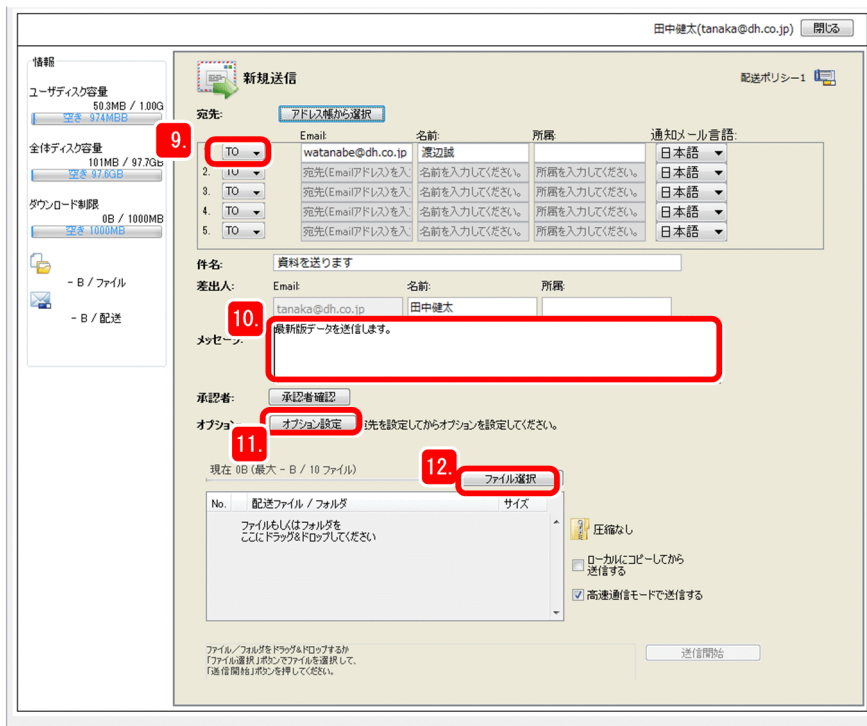 田中健太(tanaka@dh.co.jp) 閉じる
情報
ユーザディスク容量
50.3MB / 1.00G
空き 974MBB
全体ディスク容量
101MB / 97.7GB
空き 97.6GB
ダウンロード制限
0B / 1000MB
空き 1000MB
- B / ファイル
- B / 配送
新規送信
配送ポリシー1
宛先: アドレス帳から選択
Email: 名前: 所属: 通知メール言語:
9. TO watanabe@dh.co.jp 渡辺誠 日本語
2. TO 宛先(Emailアドレス)を入 名前を入力してください。 所属を入力してください。 日本語
3. TO 宛先(Emailアドレス)を入 名前を入力してください。 所属を入力してください。 日本語
4. TO 宛先(Emailアドレス)を入 名前を入力してください。 所属を入力してください。 日本語
5. TO 宛先(Emailアドレス)を入 名前を入力してください。 所属を入力してください。 日本語
件名: 資料を送ります
差出人: Email: 名前: 所属:
tanaka@dh.co.jp 田中健太
10.
メッセージ: 最新版データを送信します。
承認者: 承認者確認
オプション: オプション設定 宛先を設定してからオプションを設定してください。
11.
現在 0B (最大 - B / 10 ファイル)
12. ファイル選択
No. 配送ファイル / フォルダ サイズ
ファイルもしくはフォルダを
ここにドラッグ&ドロップしてください
圧縮なし
ローカルにコピーしてから
送信する
高速通信モードで送信する
ファイル/フォルダをドラッグ&ドロップするか
「ファイル選択」ボタンでファイルを選択して、
「送信開始」ボタンを押してください。
送信開始